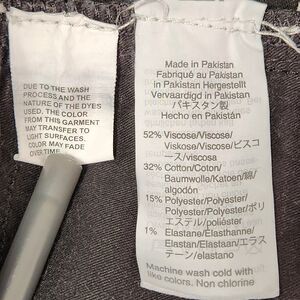 DUE TO THE WASH
PROCESS AND THE
NATURE OF THE DYES
USED, THE COLOR
FROM THIS GARMENT
MAY TRANSFER TO
LIGHT SURFACES.
COLOR MAY FADE
OVER TIME.
Made in Pakistan
Fabriqué au Pakistan
In Pakistan Hergestellt
Vervaardigd in Pakistan
パキスタン製
Hecho en Pakistán
52% Viscose/Viscose/
Viskose/Viscose/ビスコ
ース/viscosa
32% Cotton/Coton/
Baumwolle/Katoen/綿/
algodón
15% Polyester/Polyester/
Polyester/Polyester/ポリ
エステル/poliéster
1% Elastane/Elasthanne/
Elastan/Elastaan/エラス
テーン/elastano
Machine wash cold with
like colors. Non chlorine